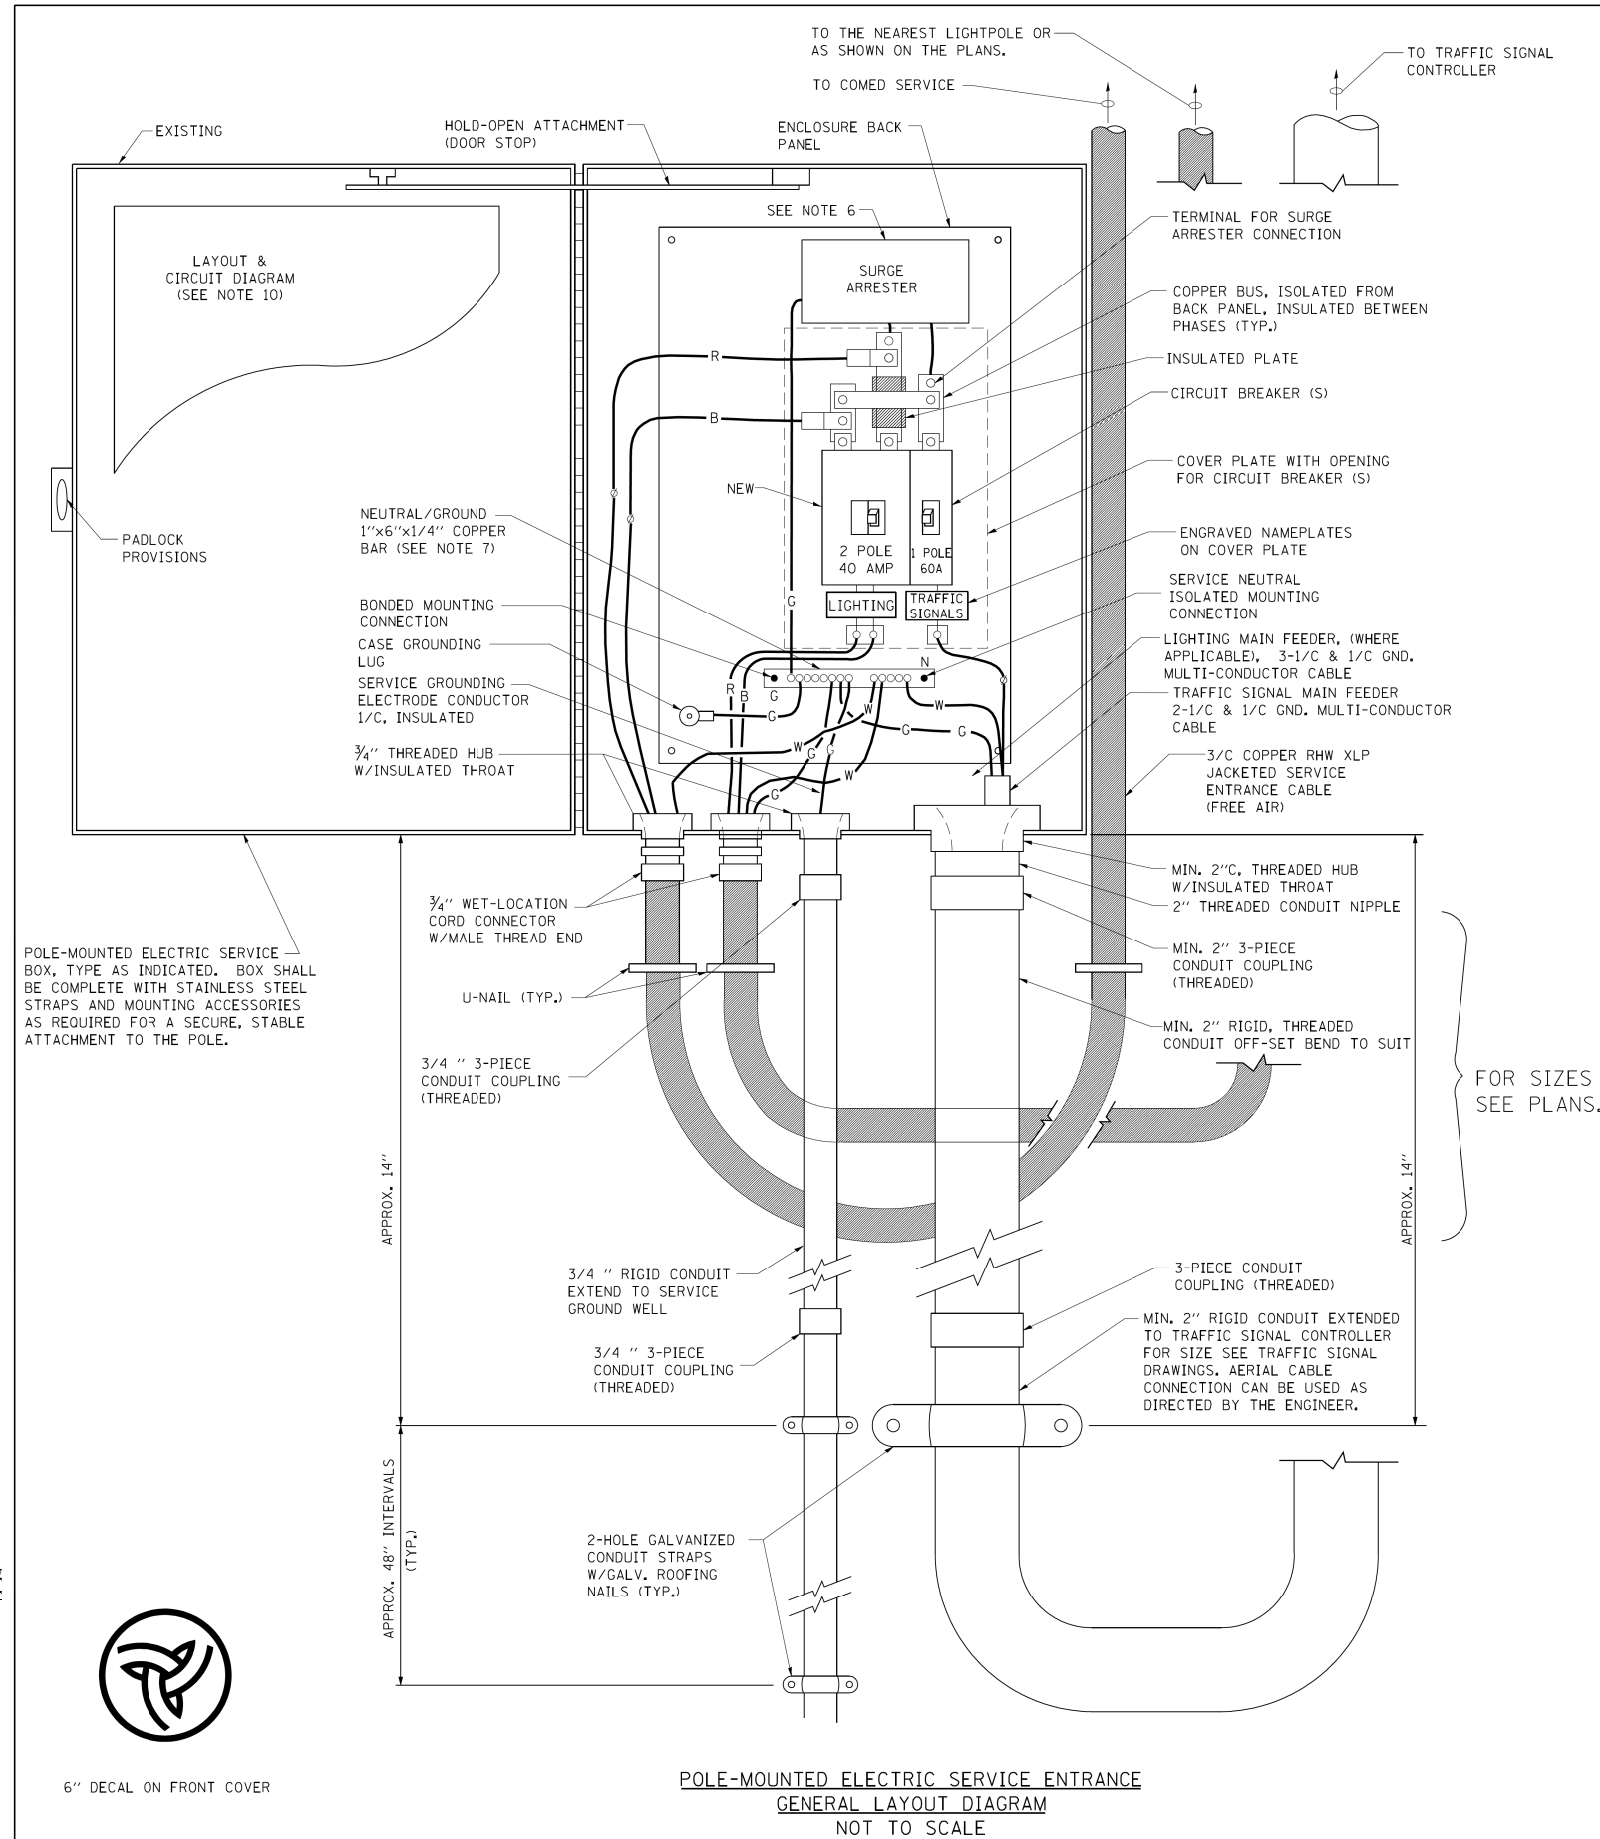 TO THE NEAREST LIGHTPOLE OR
AS SHOWN ON THE PLANS.
TO TRAFFIC SIGNAL
CONTRCLLER
TO COMED SERVICE
EXISTING
HOLD-OPEN ATTACHMENT
(DOOR STOP)
ENCLOSURE BACK
PANEL
SEE NOTE 6
TERMINAL FOR SURGE
ARRESTER CONNECTION
LAYOUT &
CIRCUIT DIAGRAM
(SEE NOTE 10)
SURGE
ARRESTER
COPPER BUS, ISOLATED FROM
BACK PANEL, INSULATED BETWEEN
PHASES (TYP.)
R
INSULATED PLATE
CIRCUIT BREAKER (S)
B
COVER PLATE WITH OPENING
FOR CIRCUIT BREAKER (S)
NEW
Ø
Ø
NEUTRAL/GROUND
1"x6"x1/4" COPPER
BAR (SEE NOTE 7)
PADLOCK
PROVISIONS
ENGRAVED NAMEPLATES
ON COVER PLATE
2 POLE
40 AMP
1 POLE
60A
SERVICE NEUTRAL
ISOLATED MOUNTING
CONNECTION
BONDED MOUNTING
CONNECTION
G
LIGHTING
TRAFFIC
SIGNALS
CASE GROUNDING
LUG
LIGHTING MAIN FEEDER, (WHERE
APPLICABLE), 3-1/C & 1/C GND.
MULTI-CONDUCTOR CABLE
N
Ø
SERVICE GROUNDING
ELECTRODE CONDUCTOR
1/C, INSULATED
R B G
TRAFFIC SIGNAL MAIN FEEDER
2-1/C & 1/C GND. MULTI-CONDUCTOR
CABLE
G W W
G G
3/4" THREADED HUB
W/INSULATED THROAT
W G G
W
G
3/C COPPER RHW XLP
JACKETED SERVICE
ENTRANCE CABLE
(FREE AIR)
MIN. 2"C, THREADED HUB
W/INSULATED THROAT
2" THREADED CONDUIT NIPPLE
3/4" WET-LOCATION
CORD CONNECTOR
W/MALE THREAD END
POLE-MOUNTED ELECTRIC SERVICE
BOX, TYPE AS INDICATED. BOX SHALL
BE COMPLETE WITH STAINLESS STEEL
STRAPS AND MOUNTING ACCESSORIES
AS REQUIRED FOR A SECURE, STABLE
ATTACHMENT TO THE POLE.
MIN. 2" 3-PIECE
CONDUIT COUPLING
(THREADED)
U-NAIL (TYP.)
MIN. 2" RIGID, THREADED
CONDUIT OFF-SET BEND TO SUIT
3/4 " 3-PIECE
CONDUIT COUPLING
(THREADED)
FOR SIZES
SEE PLANS.
APPROX. 14"
APPROX. 14"
3/4 " RIGID CONDUIT
EXTEND TO SERVICE
GROUND WELL
3-PIECE CONDUIT
COUPLING (THREADED)
3/4 " 3-PIECE
CONDUIT COUPLING
(THREADED)
MIN. 2" RIGID CONDUIT EXTENDED
TO TRAFFIC SIGNAL CONTROLLER
FOR SIZE SEE TRAFFIC SIGNAL
DRAWINGS. AERIAL CABLE
CONNECTION CAN BE USED AS
DIRECTED BY THE ENGINEER.
APPRCX. 48" INTERVALS
(TYP.)
2-HOLE GALVANIZED
CONDUIT STRAPS
W/GALV. ROOFING
NAILS (TYP.)
6" DECAL ON FRONT COVER
POLE-MOUNTED ELECTRIC SERVICE ENTRANCE
GENERAL LAYOUT DIAGRAM
NOT TO SCALE